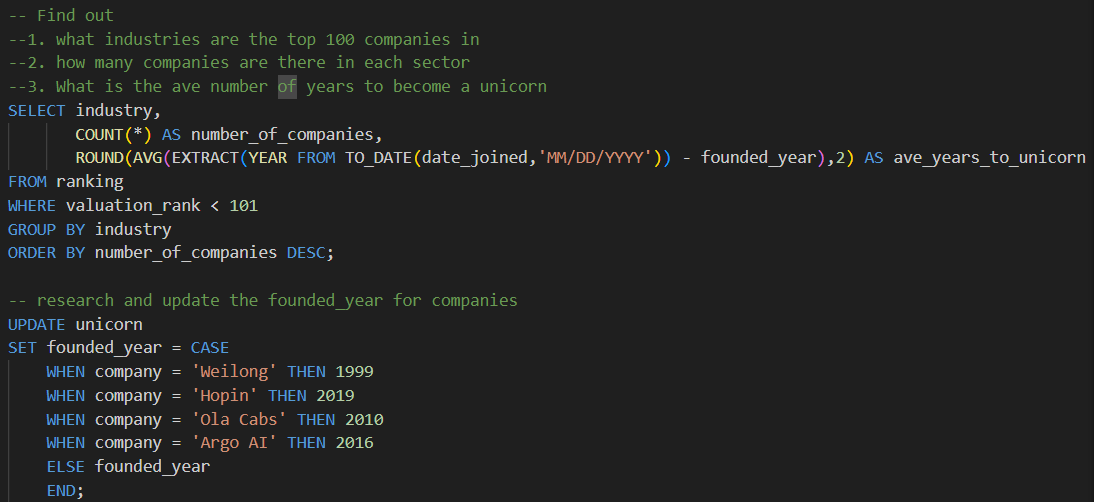 -- Find out
--1. what industries are the top 100 companies in
--2. how many companies are there in each sector
--3. What is the ave number of years to become a unicorn
SELECT industry,
COUNT(*) AS number_of_companies,
ROUND(AVG(EXTRACT(YEAR FROM TO_DATE(date_joined,'MM/DD/YYYY')) - founded_year),2) AS ave_years_to_unicorn
FROM ranking
WHERE valuation_rank < 101
GROUP BY industry
ORDER BY number_of_companies DESC;
-- research and update the founded_year for companies
UPDATE unicorn
SET founded_year = CASE
WHEN company = 'Weilong' THEN 1999
WHEN company = 'Hopin' THEN 2019
WHEN company = 'Ola Cabs' THEN 2010
WHEN company = 'Argo AI' THEN 2016
ELSE founded_year
END;